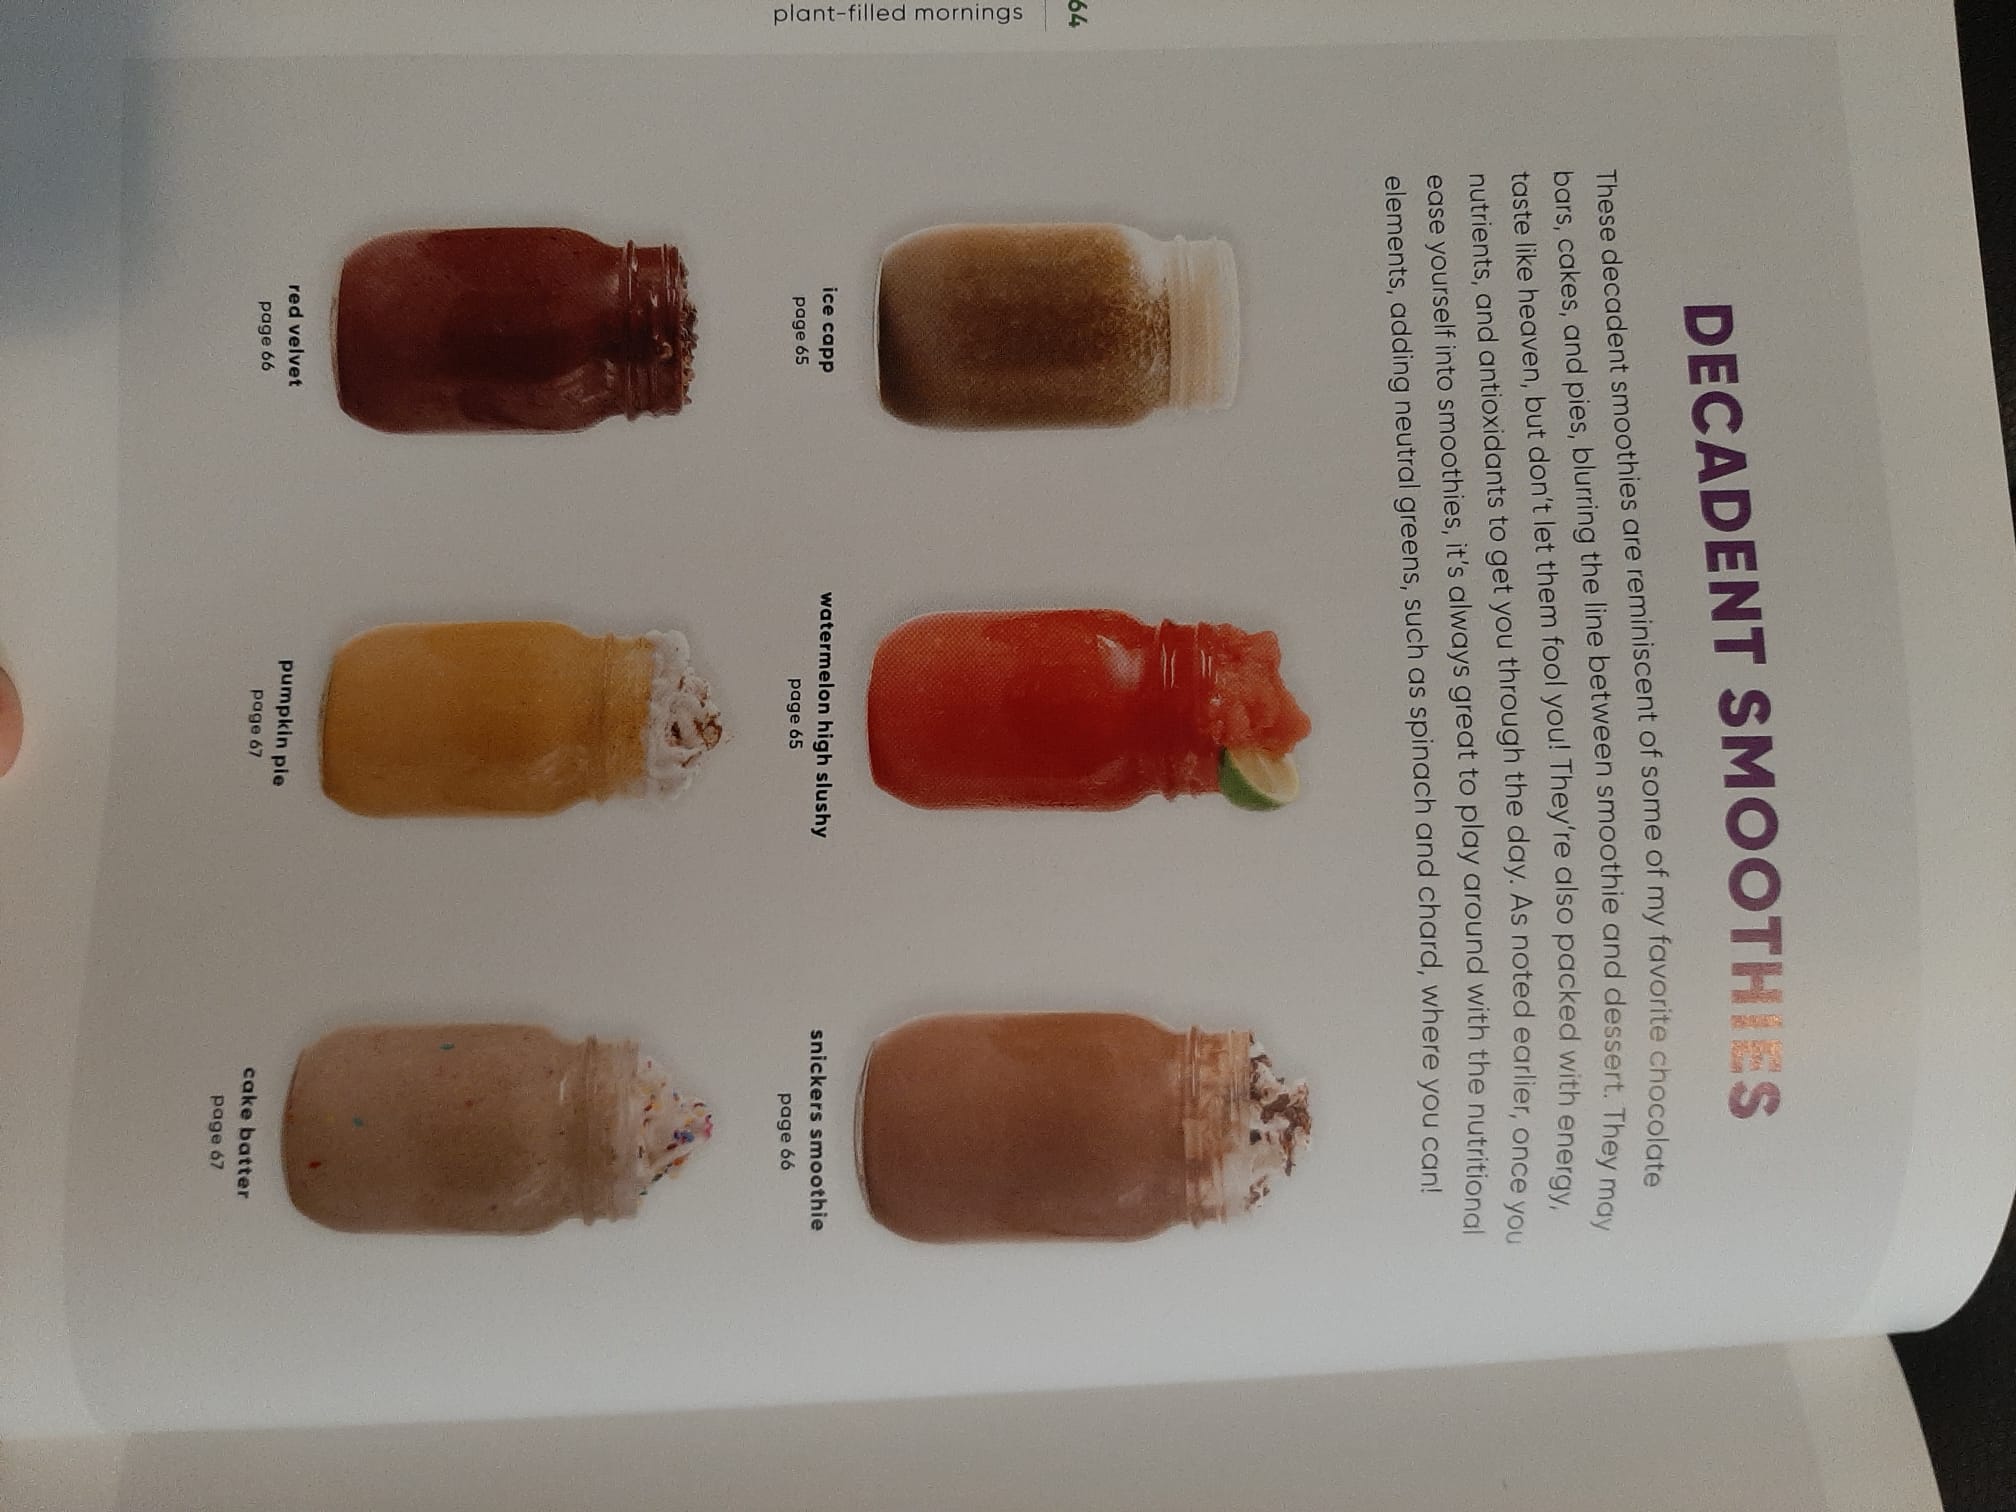 DECADENT SMOOTHIES
These decadent smoothies are reminiscent of some of my favorite chocolate
bars, cakes, and pies, blurring the line between smoothie and dessert. They may
taste like heaven, but don't let them fool you! They're also packed with energy,
nutrients, and antioxidants to get you through the day. As noted earlier, once you
ease yourself into smoothies, it's always great to play around with the nutritional
elements, adding neutral greens, such as spinach and chard, where you can!
ice capp
page 65
watermelon high slushy
page 65
snickers smoothie
page 66
red velvet
page 66
pumpkin pie
page 67
cake batter
page 67
64
plant-filled mornings